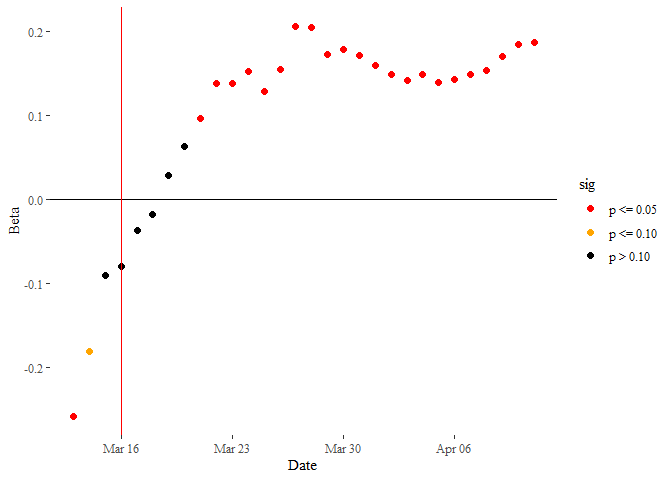 0.2
0.1
0.0
-0.1
-0.2
Beta
Mar 16
Mar 23
Mar 30
Apr 06
Date
sig
p <= 0.05
p <= 0.10
p > 0.10